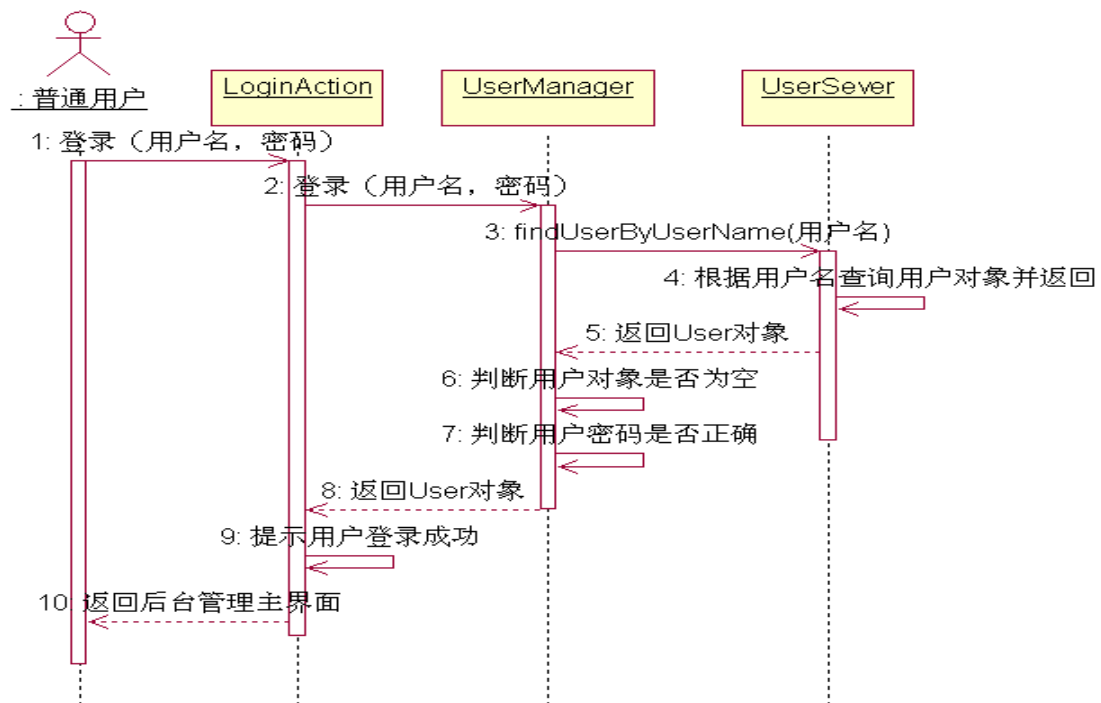 : 普通用户
LoginAction
UserManager
UserSever
1: 登录（用户名，密码）
2: 登录（用户名，密码）
3: findUserByUserName(用户名)
4: 根据用户名查询用户对象并返回
5: 返回User对象
6: 判断用户对象是否为空
7: 判断用户密码是否正确
8: 返回User对象
9: 提示用户登录成功
10: 返回后台管理主界面